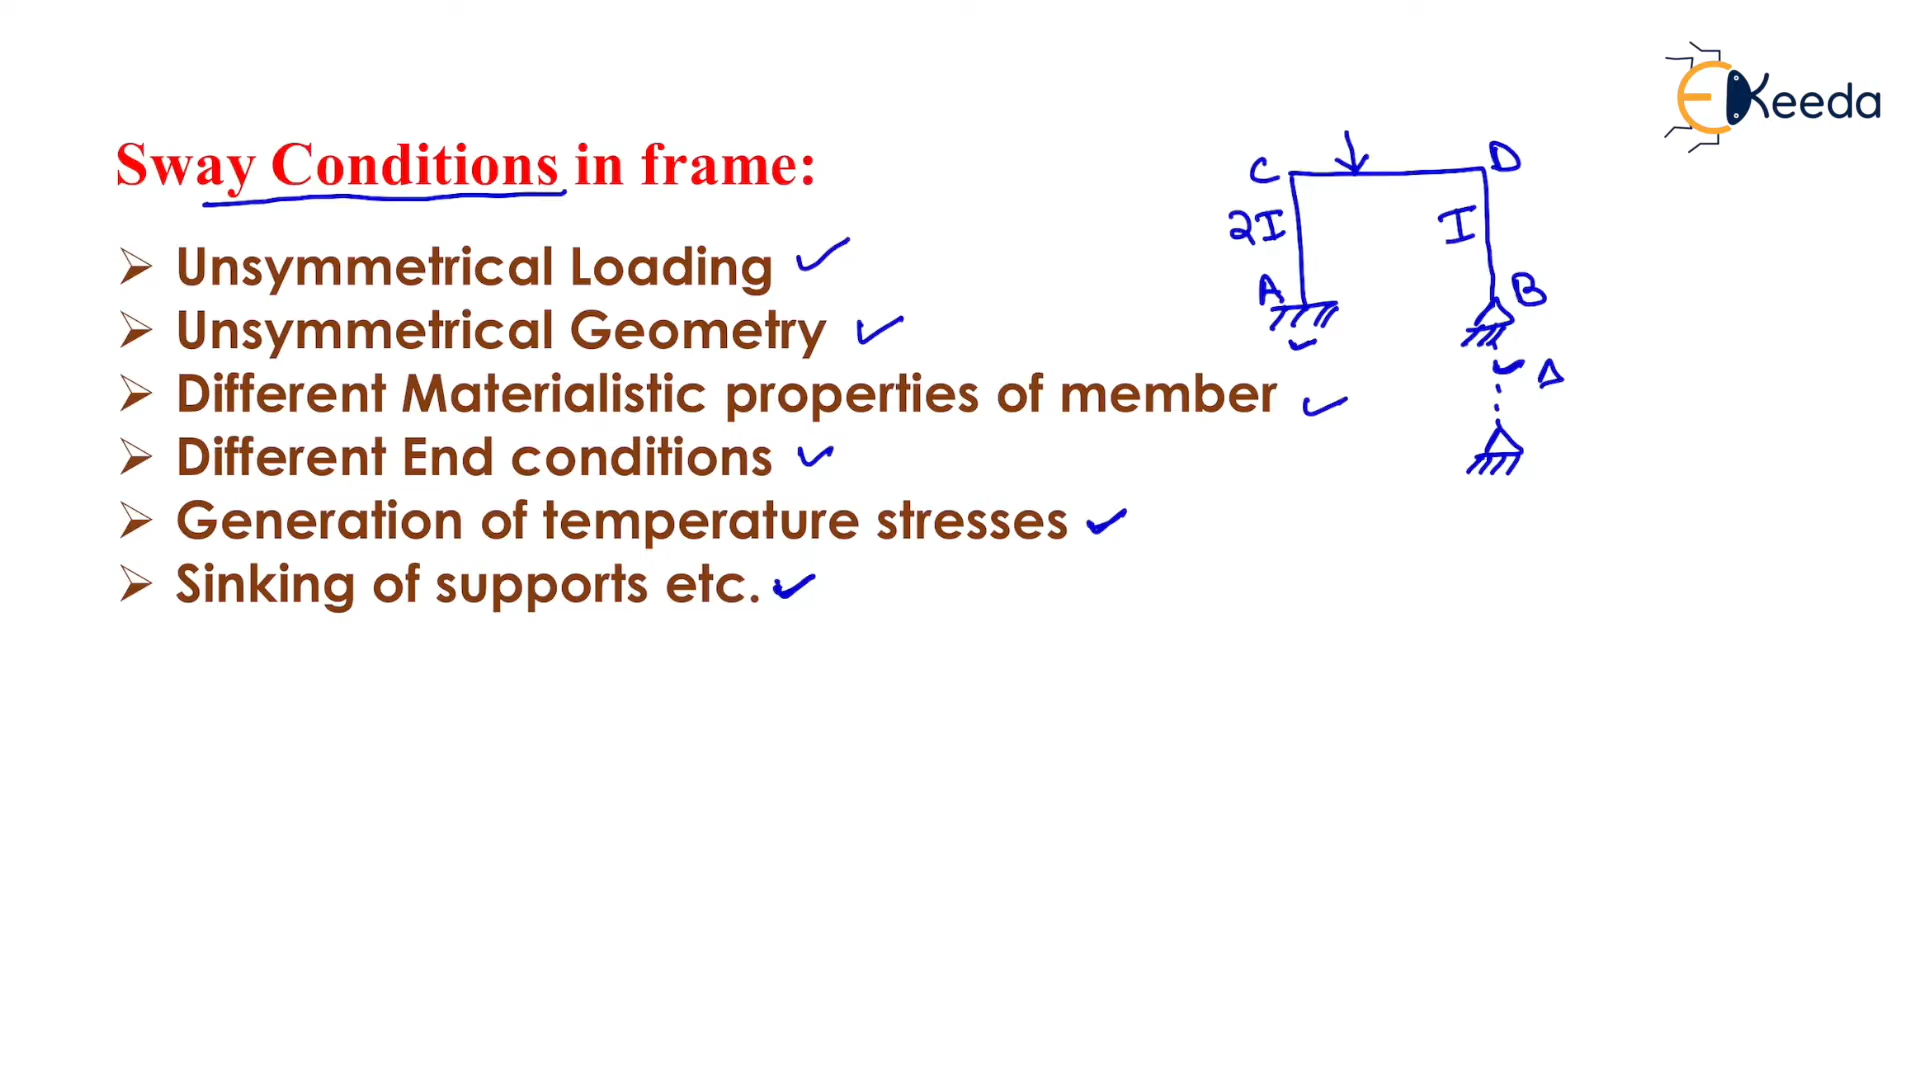 EKeeda
Sway Conditions in frame:
Unsymmetrical Loading
Unsymmetrical Geometry
Different Materialistic properties of member
Different End conditions
Generation of temperature stresses
Sinking of supports etc.
C D
2I I
A B
Δ